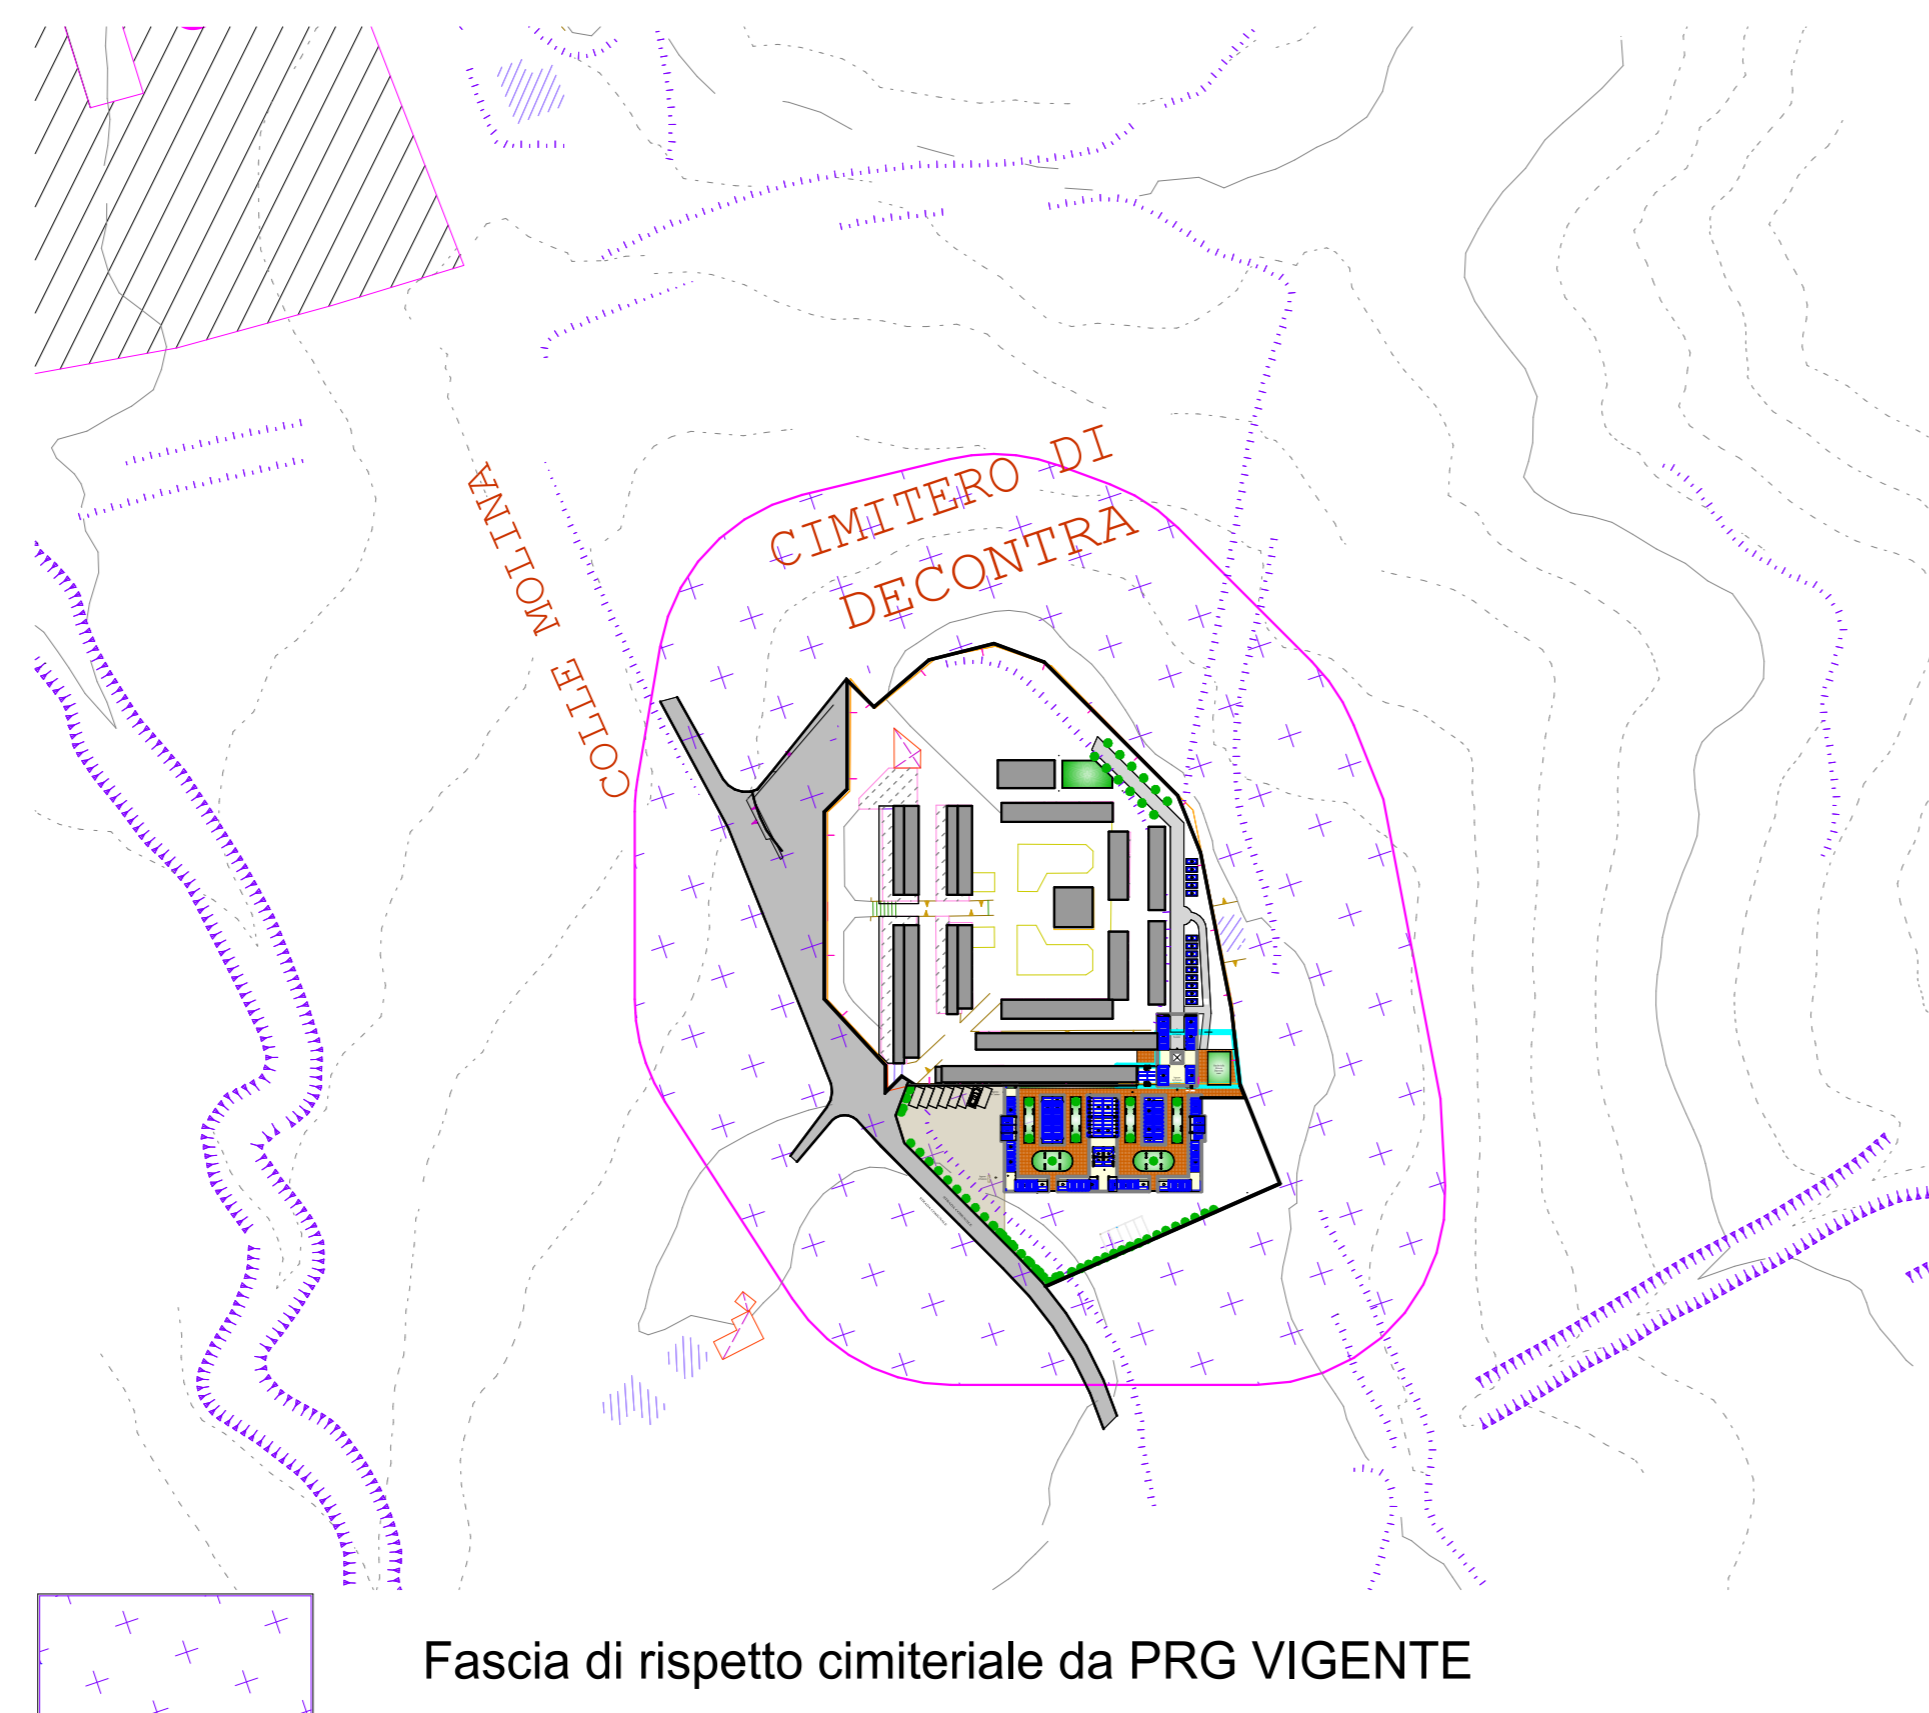 CIMITERO DI
DECONTRA
COLLE MOLINA
Fascia di rispetto cimiteriale da PRG VIGENTE